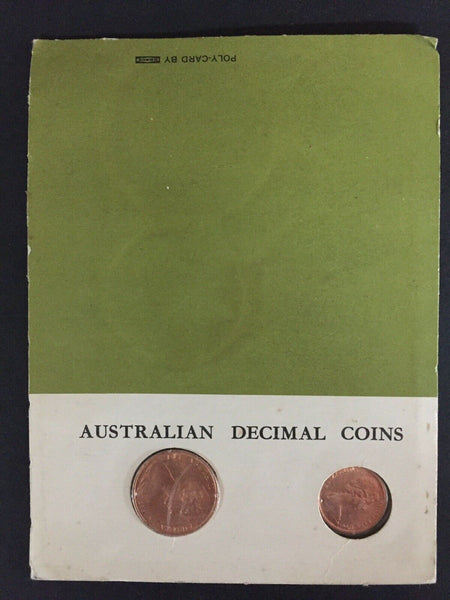 POLY-CARD BY
AUSTRALIAN DECIMAL COINS